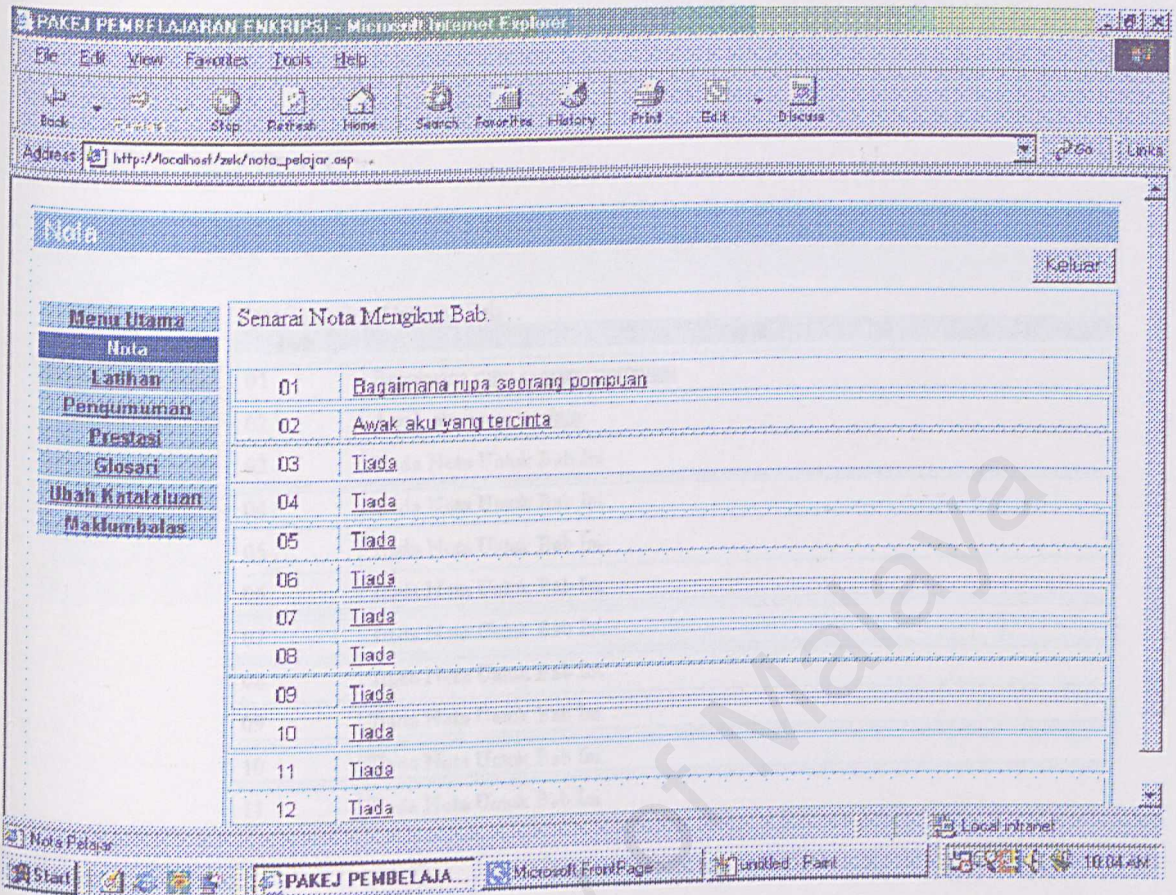 PAKEJ PEMBELAJARAN ENKRIPSI - Microsoft Internet Explorer
File Edit View Favorites Tools Help
Back Stop Refresh Home Search Favorites History Print Edit Discuss
Address http://localhost/zek/nota_pelajar.asp Go Links
Nota
Keluar
Menu Utama
Nota
Latihan
Pengumuman
Prestasi
Glosari
Ubah Katalaluan
Maklumbalas
Senarai Nota Mengikut Bab.
01 Bagaimana rupa seorang pompuan
02 Awak aku yang tercinta
03 Tiada
04 Tiada
05 Tiada
06 Tiada
07 Tiada
08 Tiada
09 Tiada
10 Tiada
11 Tiada
12 Tiada
Nota Pelajar Local intranet
Start PAKEJ PEMBELAJA... Microsoft FrontPage untitled - Paint 10:04 AM
of Malaya